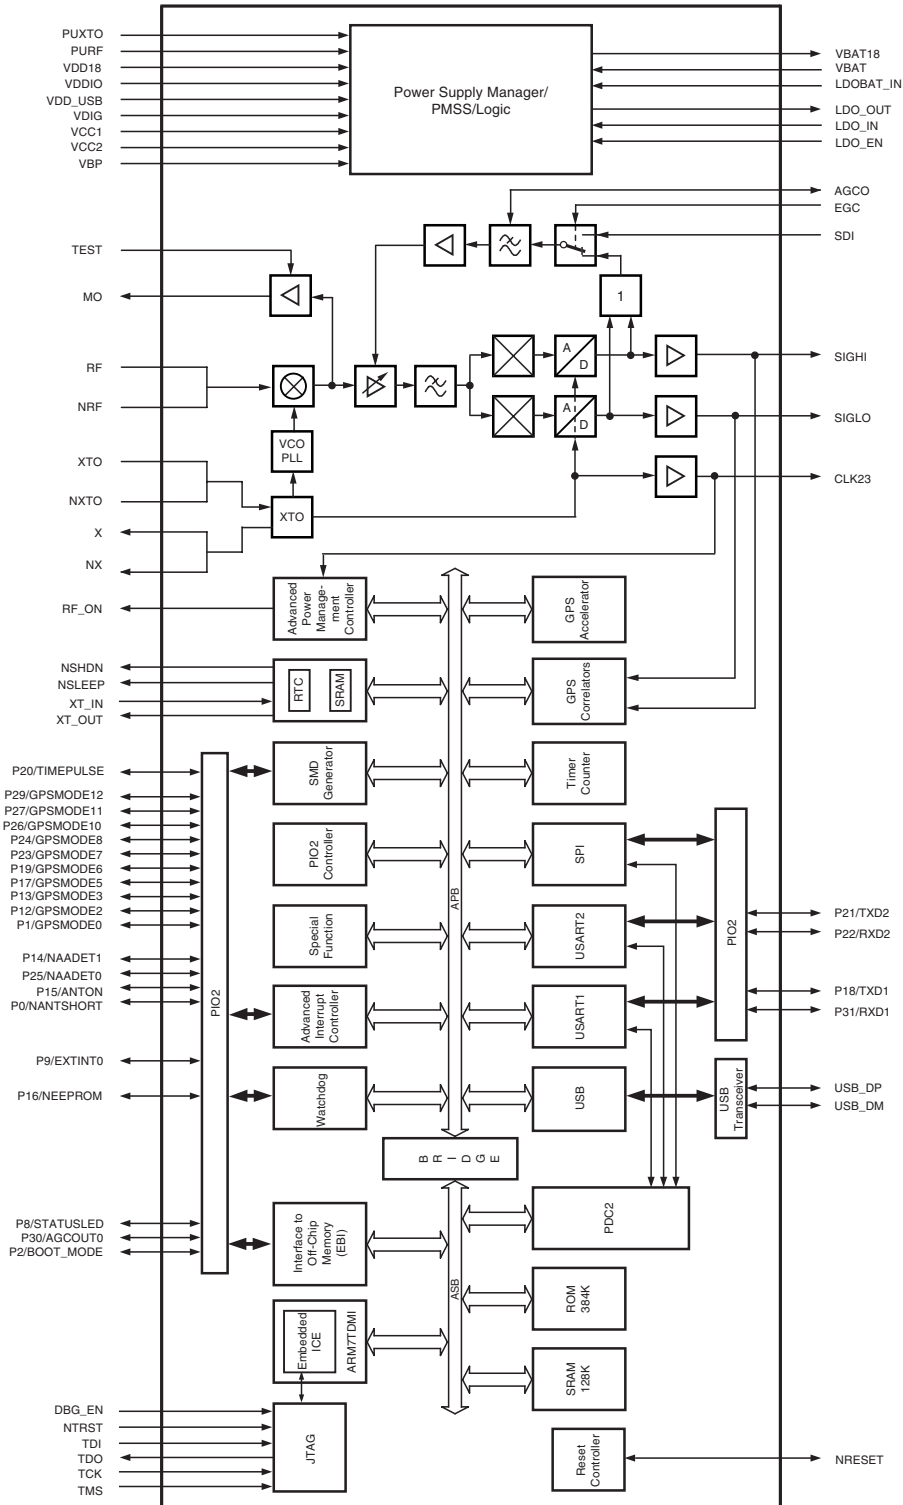 PUXTO
PURF
VDD18
VDDIO
VDD_USB
VDIG
VCC1
VCC2
VBP
Power Supply Manager/
PMSS/Logic
VBAT18
VBAT
LDOBAT_IN
LDO_OUT
LDO_IN
LDO_EN
AGCO
EGC
SDI
TEST
MO
1
RF
NRF
A
D
A
D
SIGHI
SIGLO
VCO
PLL
XTO
NXTO
XTO
CLK23
X
NX
RF_ON
Advanced
Power
Manage-
ment
Controller
GPS
Accelerator
NSHDN
NSLEEP
XT_IN
XT_OUT
RTC
SRAM
GPS
Correlators
P20/TIMEPULSE
P29/GPSMODE12
P27/GPSMODE11
P26/GPSMODE10
P24/GPSMODE8
P23/GPSMODE7
P19/GPSMODE6
P17/GPSMODE5
P13/GPSMODE3
P12/GPSMODE2
P1/GPSMODE0
P14/NAADET1
P25/NAADET0
P15/ANTON
P0/NANTSHORT
P9/EXTINT0
P16/NEEPROM
P8/STATUSLED
P30/AGCOUT0
P2/BOOT_MODE
PIO2
SMD
Generator
PIO2
Controller
Special
Function
Advanced
Interrupt
Controller
Watchdog
APB
Timer
Counter
SPI
USART2
USART1
USB
PIO2
P21/TXD2
P22/RXD2
P18/TXD1
P31/RXD1
USB
Transceiver
USB_DP
USB_DM
BRIDGE
Interface to
Off-Chip
Memory
(EBI)
ASB
PDC2
ROM
384K
SRAM
128K
Embedded
ICE
ARM7TDMI
DBG_EN
NTRST
TDI
TDO
TCK
TMS
JTAG
Reset
Controller
NRESET